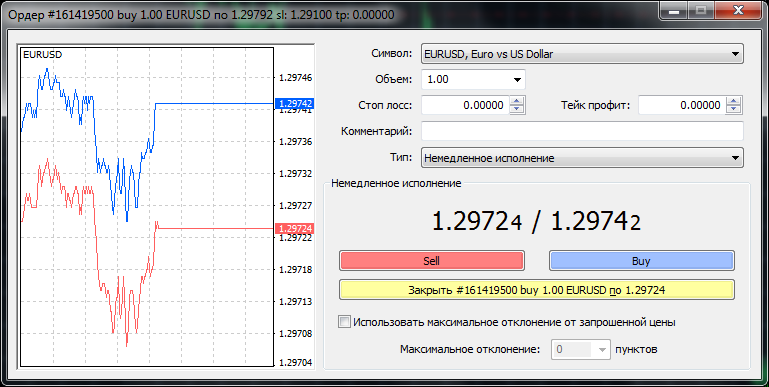 Ордер #161419500 buy 1.00 EURUSD по 1.29792 sl: 1.29100 tp: 0.00000
EURUSD
1.29746
1.29742
1.29736
1.29732
1.29727
1.29724
1.29722
1.29718
1.29713
1.29708
1.29704
Символ: EURUSD, Euro vs US Dollar
Объем: 1.00
Стоп лосс: 0.00000 Тейк профит: 0.00000
Комментарий:
Тип: Немедленное исполнение
Немедленное исполнение
1.29724 / 1.29742
Sell Buy
Закрыть #161419500 buy 1.00 EURUSD по 1.29724
Использовать максимальное отклонение от запрошенной цены
Максимальное отклонение: 0 пунктов